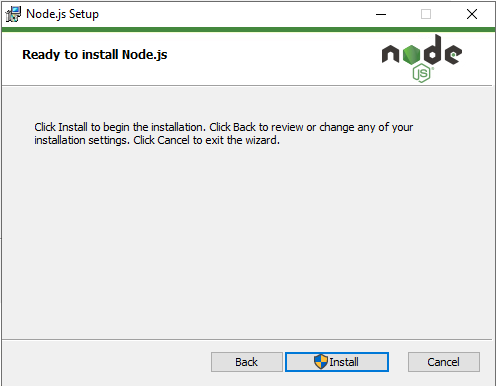 Node.js Setup
Ready to install Node.js
node
JS
Click Install to begin the installation. Click Back to review or change any of your
installation settings. Click Cancel to exit the wizard.
Back
Install
Cancel